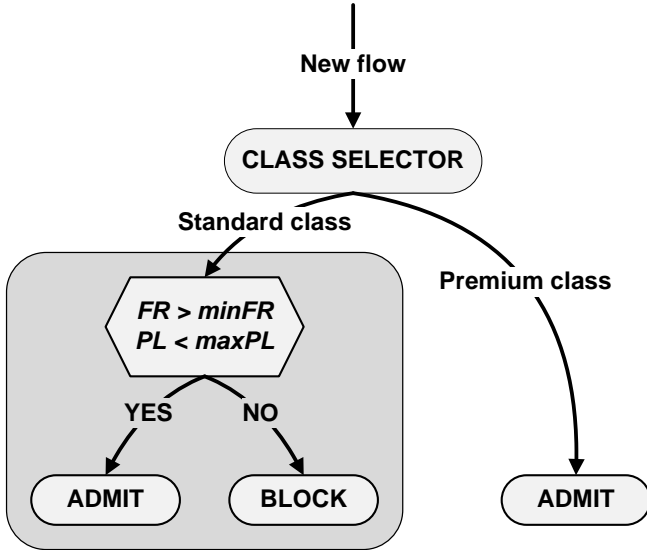 New flow
CLASS SELECTOR
Standard class
Premium class
FR > minFR
PL < maxPL
YES
NO
ADMIT
BLOCK
ADMIT